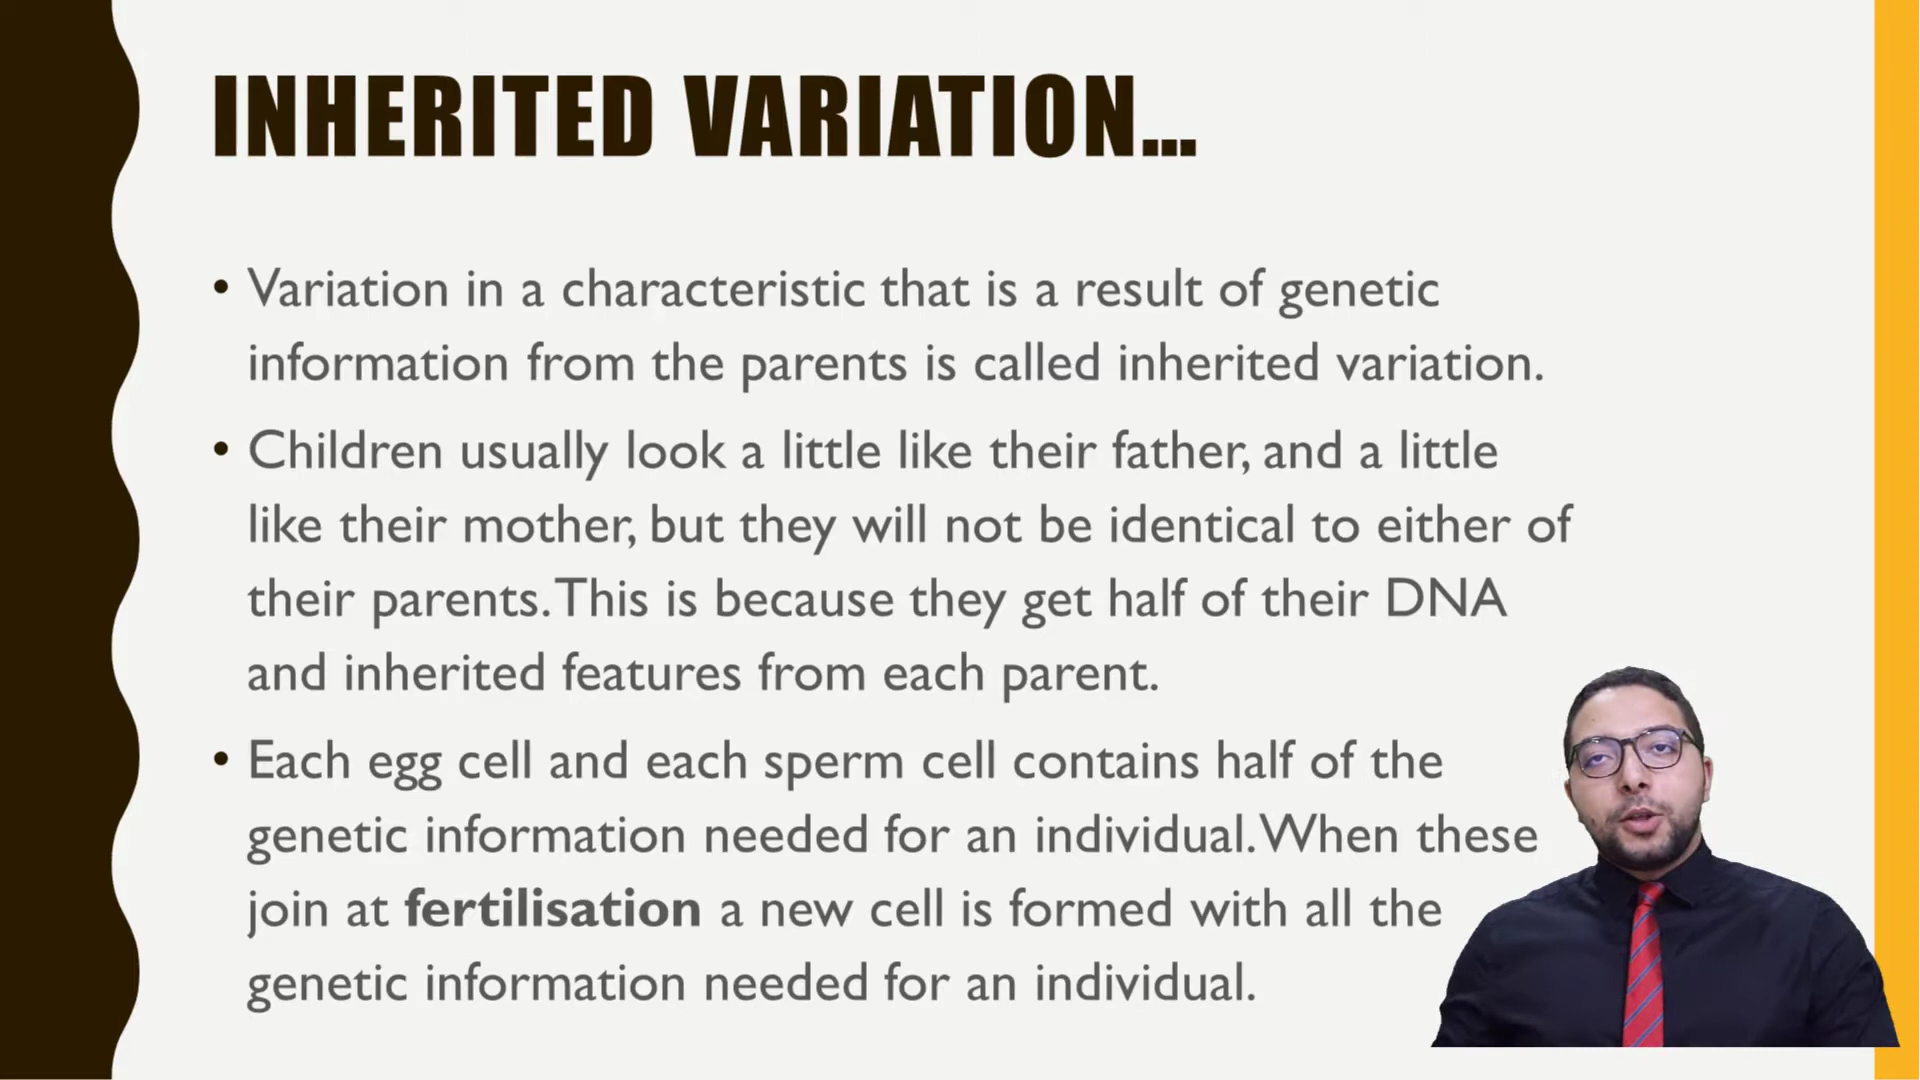 INHERITED VARIATION...
• Variation in a characteristic that is a result of genetic
information from the parents is called inherited variation.
• Children usually look a little like their father, and a little
like their mother, but they will not be identical to either of
their parents. This is because they get half of their DNA
and inherited features from each parent.
• Each egg cell and each sperm cell contains half of the
genetic information needed for an individual. When these
join at fertilisation a new cell is formed with all the
genetic information needed for an individual.